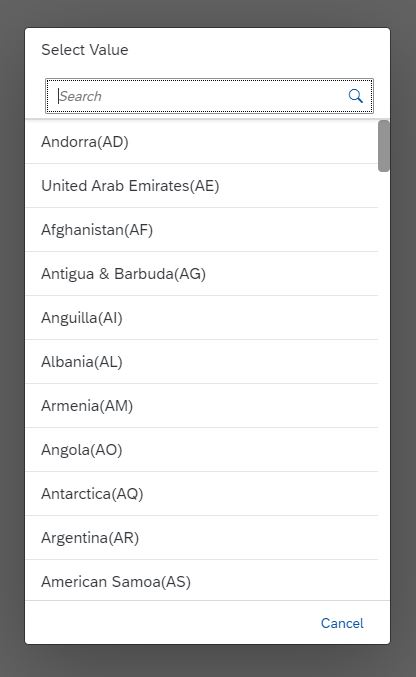 Select Value
Search
Andorra(AD)
United Arab Emirates(AE)
Afghanistan(AF)
Antigua & Barbuda(AG)
Anguilla(AI)
Albania(AL)
Armenia(AM)
Angola(AO)
Antarctica(AQ)
Argentina(AR)
American Samoa(AS)
Cancel